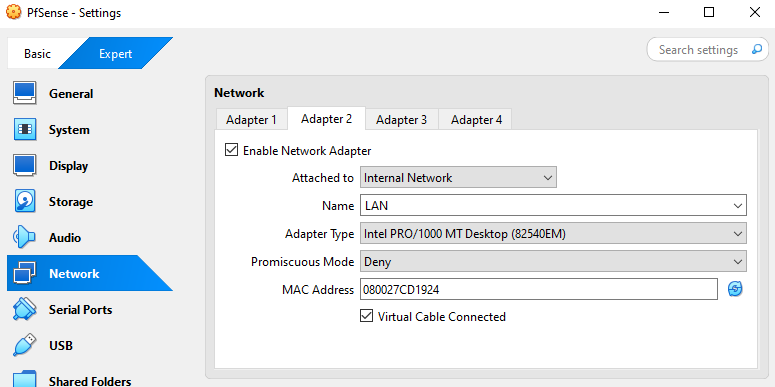 PfSense - Settings
Basic
Expert
Search settings
General
System
Display
Storage
Audio
Network
Serial Ports
USB
Shared Folders
Network
Adapter 1
Adapter 2
Adapter 3
Adapter 4
Enable Network Adapter
Attached to Internal Network
Name LAN
Adapter Type Intel PRO/1000 MT Desktop (82540EM)
Promiscuous Mode Deny
MAC Address 080027CD1924
Virtual Cable Connected